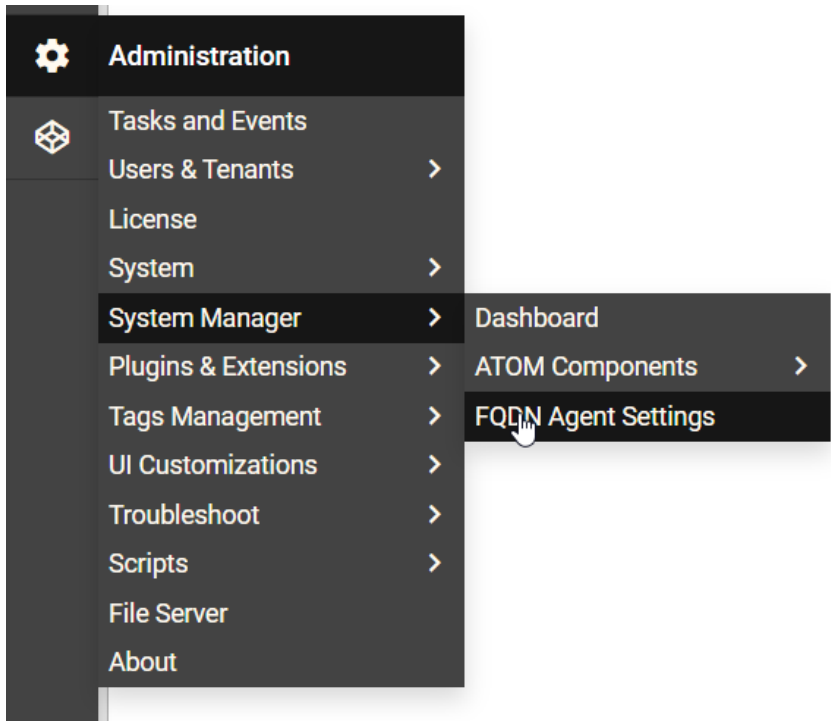 Administration
Tasks and Events
Users & Tenants
License
System
System Manager
Dashboard
Plugins & Extensions
ATOM Components
Tags Management
FQDN Agent Settings
UI Customizations
Troubleshoot
Scripts
File Server
About